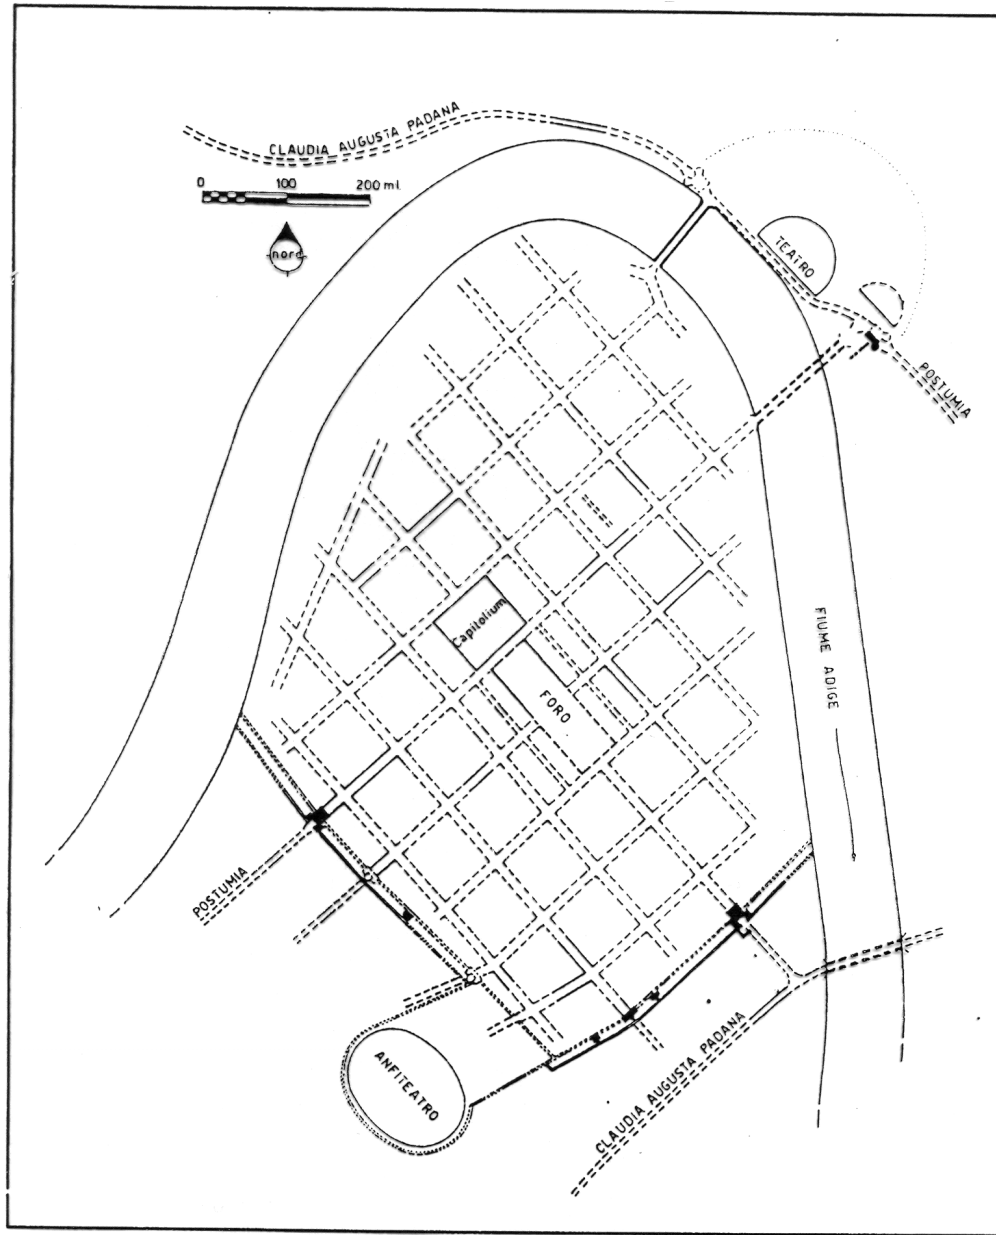 CLAUDIA AUGUSTA PADANA
0 100 200 ml.
nord
TEATRO
POSTUMIA
Capitolium
FORO
FIUME ADIGE
POSTUMIA
ANFITEATRO
CLAUDIA AUGUSTA PADANA